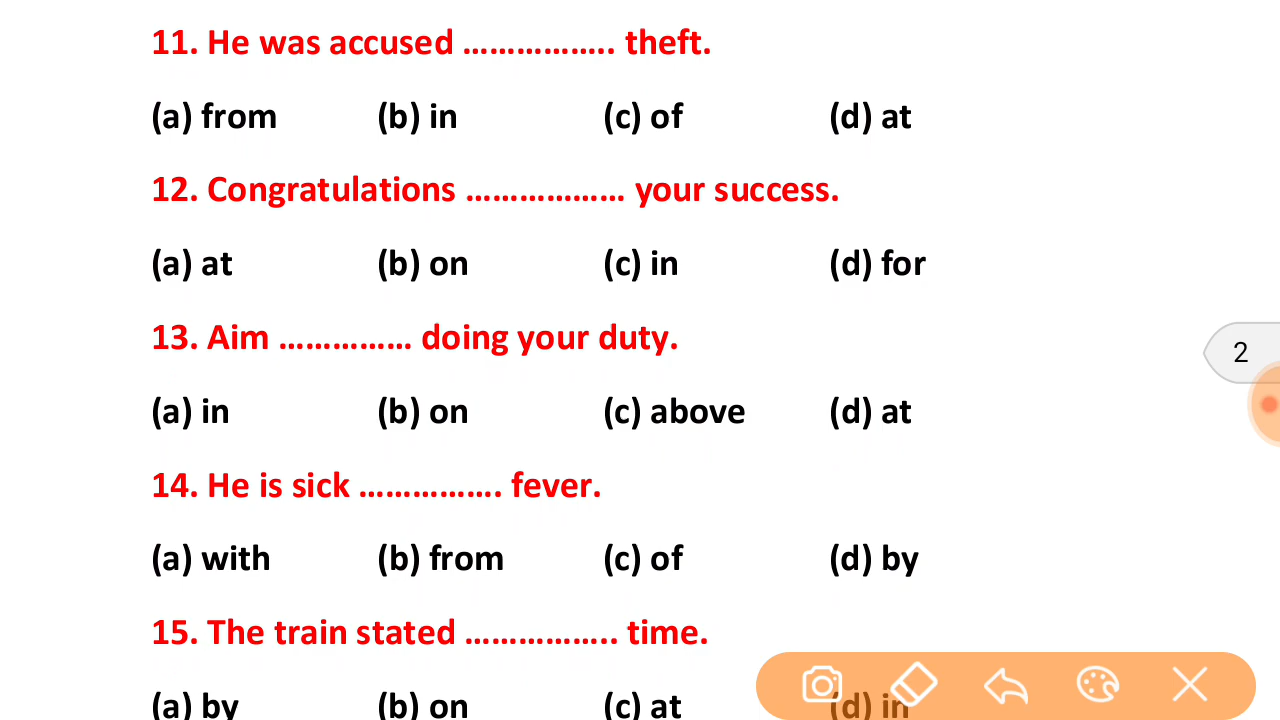 11. He was accused …………….. theft.
(a) from (b) in (c) of (d) at
12. Congratulations ……………… your success.
(a) at (b) on (c) in (d) for
13. Aim …………… doing your duty.
(a) in (b) on (c) above (d) at
2
14. He is sick ……………. fever.
(a) with (b) from (c) of (d) by
15. The train stated …………….. time.
(a) by (b) on (c) at (d) in